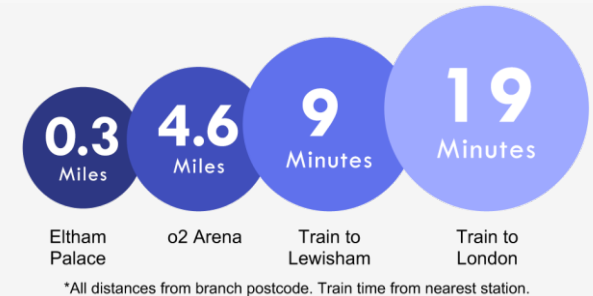 0.3
Miles
4.6
Miles
9
Minutes
19
Minutes
Eltham
Palace
o2 Arena
Train to
Lewisham
Train to
London
*All distances from branch postcode. Train time from nearest station.